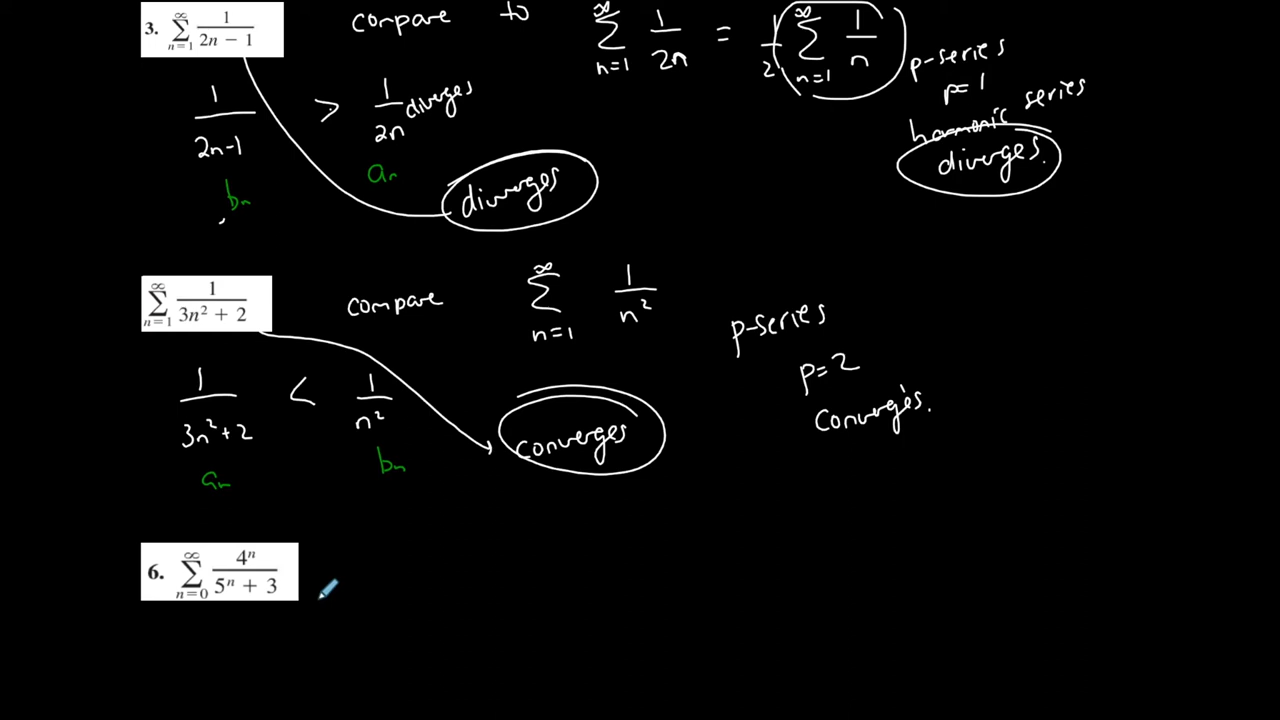 3. ∞ ∑ n=1 1/(2n − 1) compare to ∞ ∑ n=1 1/2n = 1/2 ∞ ∑ n=1 1/n
p-series
p=1
harmonic series
diverges.
1/(2n-1) > 1/2n diverges
bn an
diverges
∞ ∑ n=1 1/(3n² + 2) compare ∞ ∑ n=1 1/n²
p-series
p=2
converges.
1/(3n²+2) < 1/n²
an bn
converges
6. ∞ ∑ n=0 4ⁿ/(5ⁿ + 3)